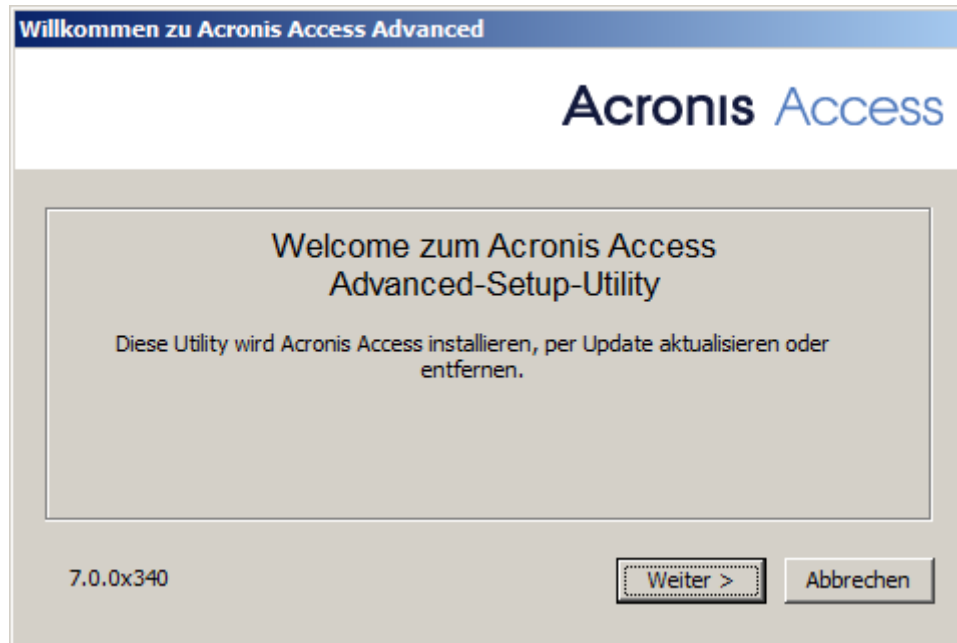 Willkommen zu Acronis Access Advanced
Acronis Access
Welcome zum Acronis Access
Advanced-Setup-Utility
Diese Utility wird Acronis Access installieren, per Update aktualisieren oder
entfernen.
7.0.0x340
Weiter >
Abbrechen